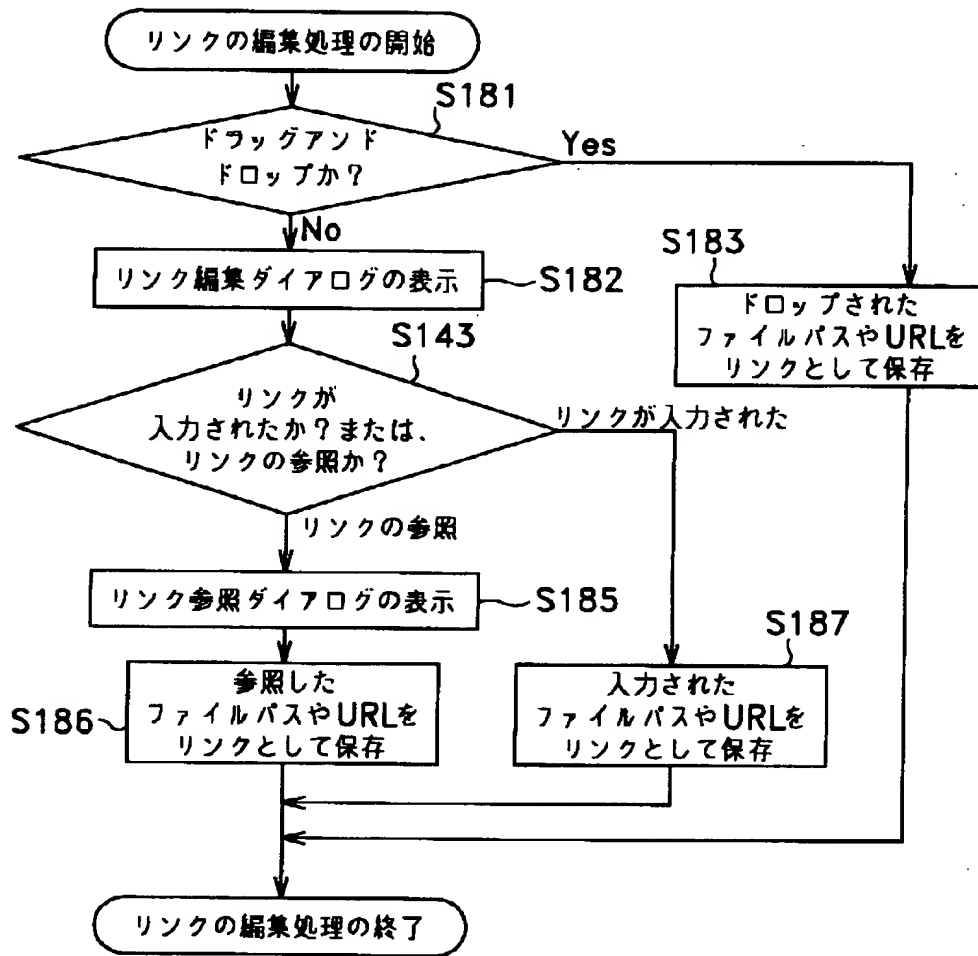 リンクの編集処理の開始
S181
ドラッグアンド
ドロップか？
Yes
No
S183
リンク編集ダイアログの表示
S182
ドロップされた
ファイルパスやURLを
リンクとして保存
S143
リンクが
入力されたか？または、
リンクの参照か？
リンクが入力された
リンクの参照
リンク参照ダイアログの表示
S185
S187
参照した
ファイルパスやURLを
リンクとして保存
S186
入力された
ファイルパスやURLを
リンクとして保存
リンクの編集処理の終了